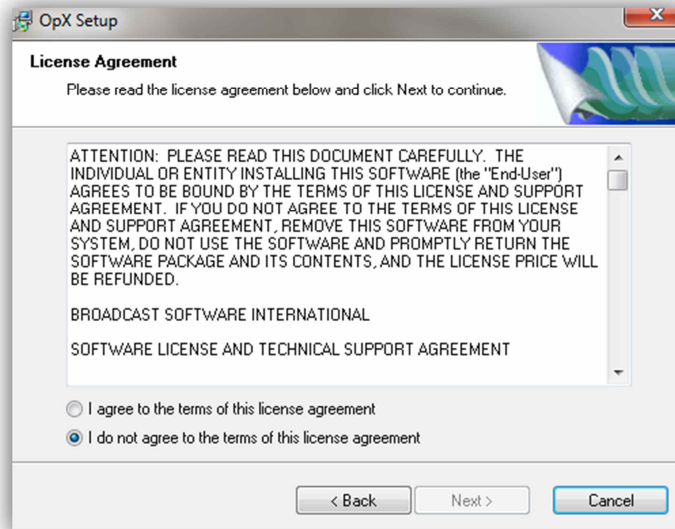 OpX Setup
License Agreement
Please read the license agreement below and click Next to continue.
ATTENTION:  PLEASE READ THIS DOCUMENT CAREFULLY.  THE
INDIVIDUAL OR ENTITY INSTALLING THIS SOFTWARE (the "End-User")
AGREES TO BE BOUND BY THE TERMS OF THIS LICENSE AND SUPPORT
AGREEMENT.  IF YOU DO NOT AGREE TO THE TERMS OF THIS LICENSE
AND SUPPORT AGREEMENT, REMOVE THIS SOFTWARE FROM YOUR
SYSTEM, DO NOT USE THE SOFTWARE AND PROMPTLY RETURN THE
SOFTWARE PACKAGE AND ITS CONTENTS, AND THE LICENSE PRICE WILL
BE REFUNDED.
BROADCAST SOFTWARE INTERNATIONAL
SOFTWARE LICENSE AND TECHNICAL SUPPORT AGREEMENT
I agree to the terms of this license agreement
I do not agree to the terms of this license agreement
< Back
Next >
Cancel